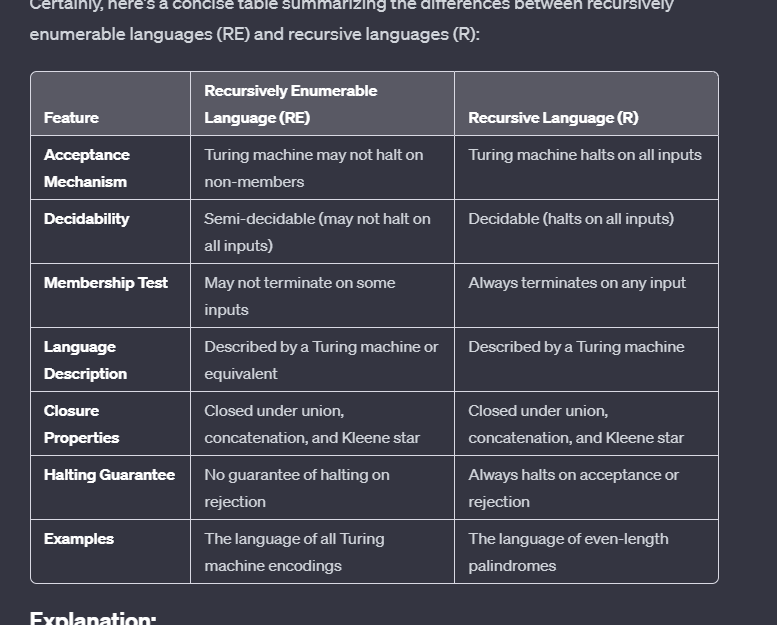 Certainly, here's a concise table summarizing the differences between recursively
enumerable languages (RE) and recursive languages (R):
Feature
Recursively Enumerable
Language (RE)
Recursive Language (R)
Acceptance
Mechanism
Turing machine may not halt on
non-members
Turing machine halts on all inputs
Decidability
Semi-decidable (may not halt on
all inputs)
Decidable (halts on all inputs)
Membership Test
May not terminate on some
inputs
Always terminates on any input
Language
Description
Described by a Turing machine or
equivalent
Described by a Turing machine
Closure
Properties
Closed under union,
concatenation, and Kleene star
Closed under union,
concatenation, and Kleene star
Halting Guarantee
No guarantee of halting on
rejection
Always halts on acceptance or
rejection
Examples
The language of all Turing
machine encodings
The language of even-length
palindromes
Explanation: